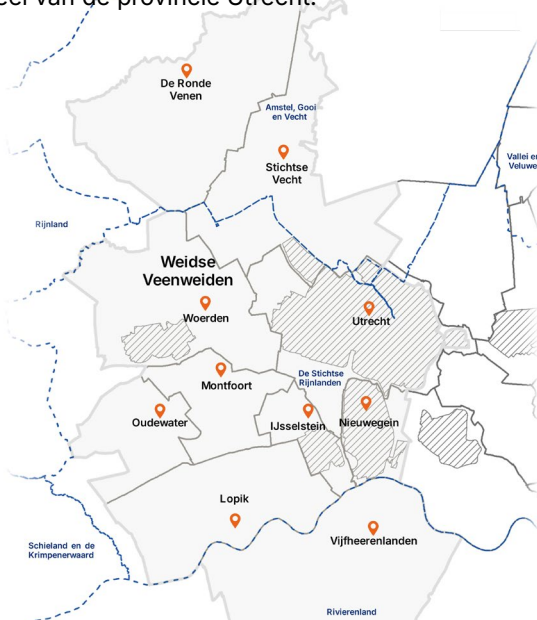 van de provincie Utrecht.
De Ronde
Venen
Amstel, Gooi
en Vecht
Vallei en
Veluwe
Stichtse
Vecht
Rijnland
Weidse
Veenweiden
Woerden
Utrecht
De Stichtse
Rijnlanden
Montfoort
Oudewater
IJsselstein
Nieuwegein
Lopik
Vijfheerenlanden
Schieland en de
Krimpenerwaard
Rivierenland